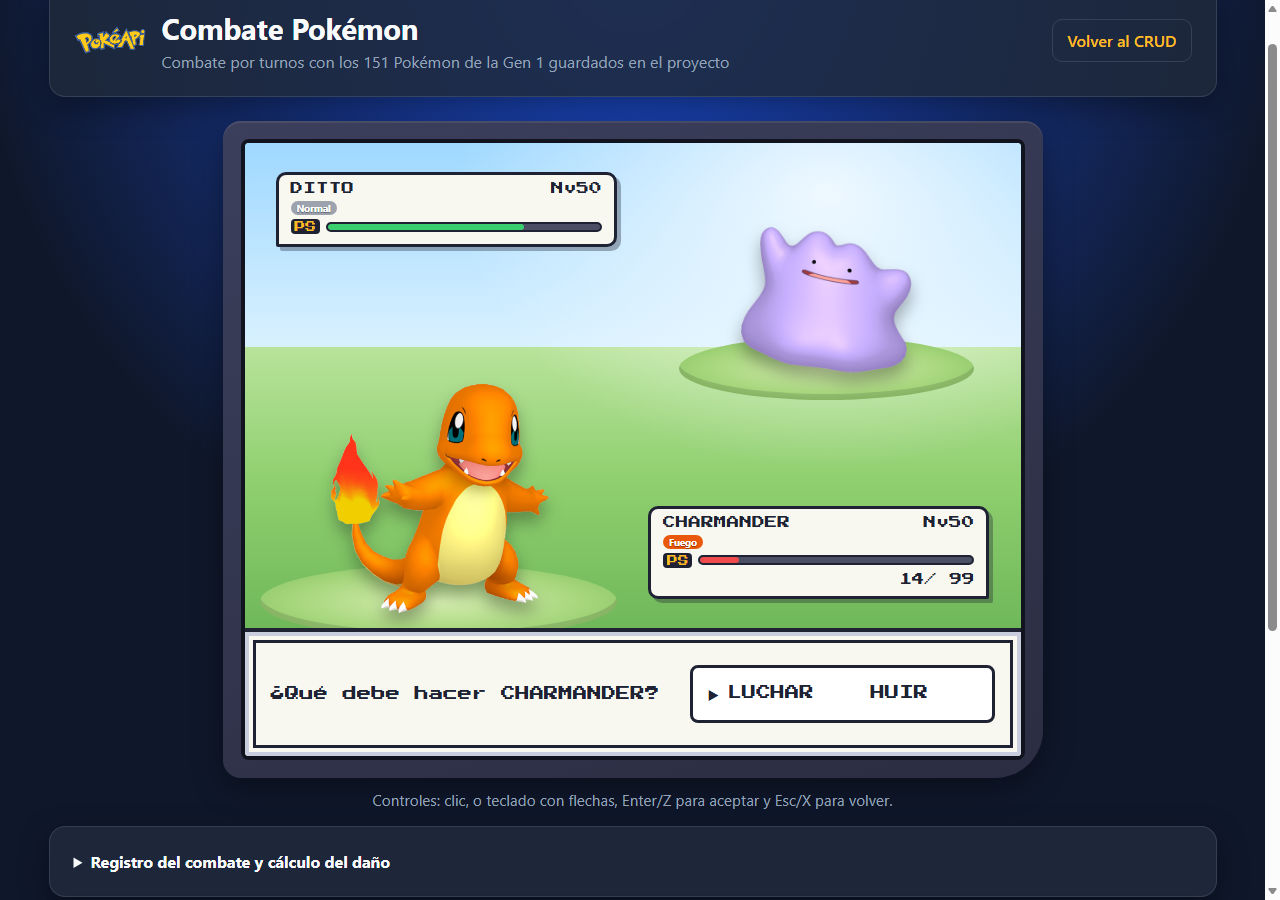 PokéAPi
Combate Pokémon
Combate por turnos con los 151 Pokémon de la Gen 1 guardados en el proyecto
Volver al CRUD
DITTO Nv50
Normal
PS
CHARMANDER Nv50
Fuego
PS
14/ 99
¿Qué debe hacer CHARMANDER?
▶ LUCHAR HUIR
Controles: clic, o teclado con flechas, Enter/Z para aceptar y Esc/X para volver.
▶ Registro del combate y cálculo del daño